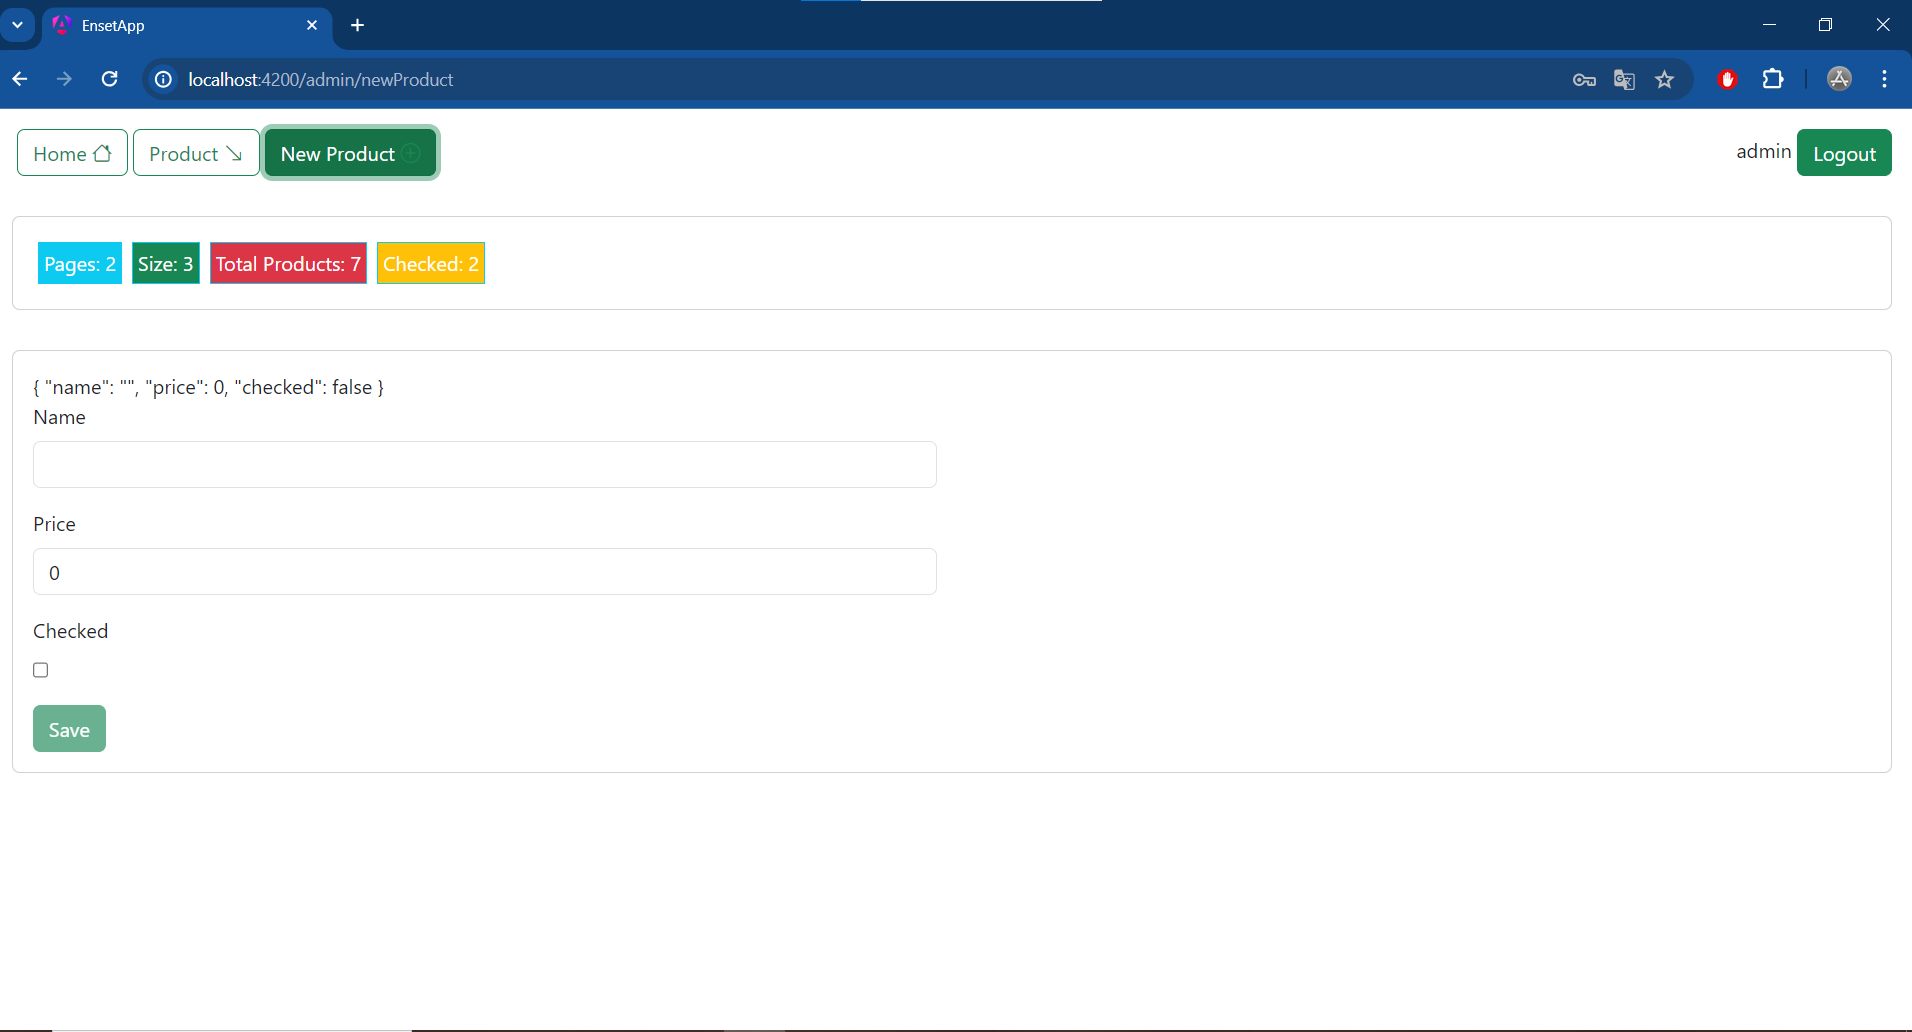 EnsetApp
localhost:4200/admin/newProduct
Home Product New Product admin Logout
Pages: 2 Size: 3 Total Products: 7 Checked: 2
{ "name": "", "price": 0, "checked": false }
Name
Price
0
Checked
Save